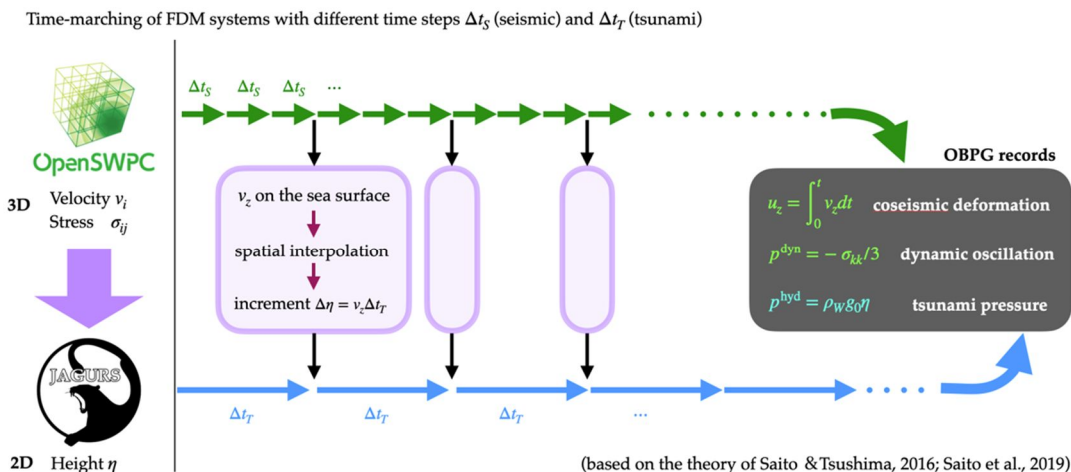 Time-marching of FDM systems with different time steps Δt_S (seismic) and Δt_T (tsunami)
Δt_S Δt_S Δt_S ...
OpenSWPC
3D
Velocity v_i
Stress σ_ij
v_z on the sea surface
spatial interpolation
increment Δη = v_zΔt_T
OBPG records
u_z = ∫_0^t v_z dt coseismic deformation
p^dyn = − σ_kk/3 dynamic oscillation
p^hyd = ρ_W g_0 η tsunami pressure
JAGURS
2D Height η
Δt_T Δt_T Δt_T ...
(based on the theory of Saito & Tsushima, 2016; Saito et al., 2019)